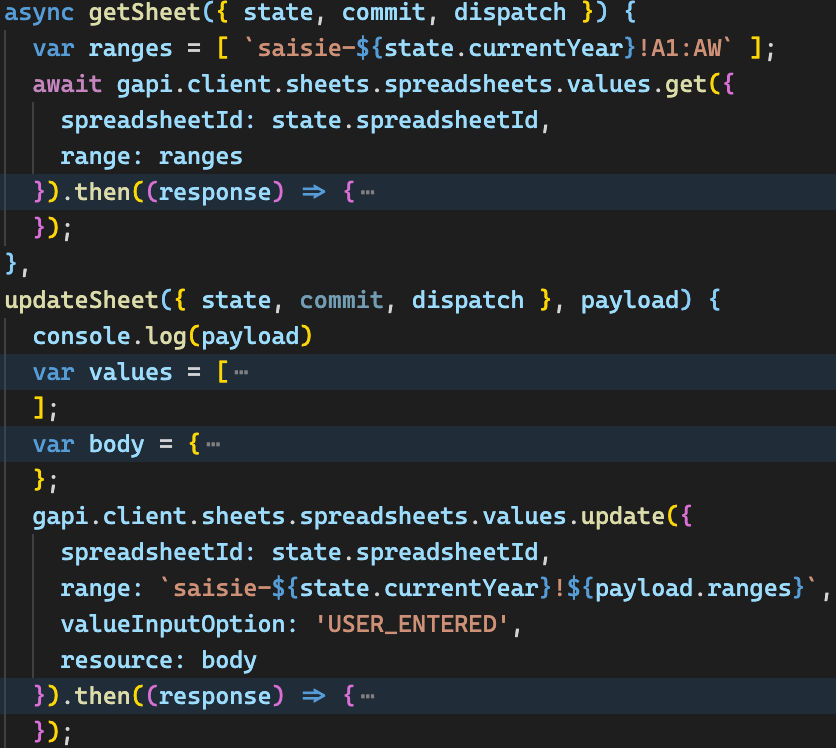 async getSheet({ state, commit, dispatch }) {
  var ranges = [ `saisie-${state.currentYear}!A1:AW` ];
  await gapi.client.sheets.spreadsheets.values.get({
    spreadsheetId: state.spreadsheetId,
    range: ranges
  }).then((response) => { ⋯
  });
},
updateSheet({ state, commit, dispatch }, payload) {
  console.log(payload)
  var values = [ ⋯
  ];
  var body = { ⋯
  };
  gapi.client.sheets.spreadsheets.values.update({
    spreadsheetId: state.spreadsheetId,
    range: `saisie-${state.currentYear}!${payload.ranges}`,
    valueInputOption: 'USER_ENTERED',
    resource: body
  }).then((response) => { ⋯
  });